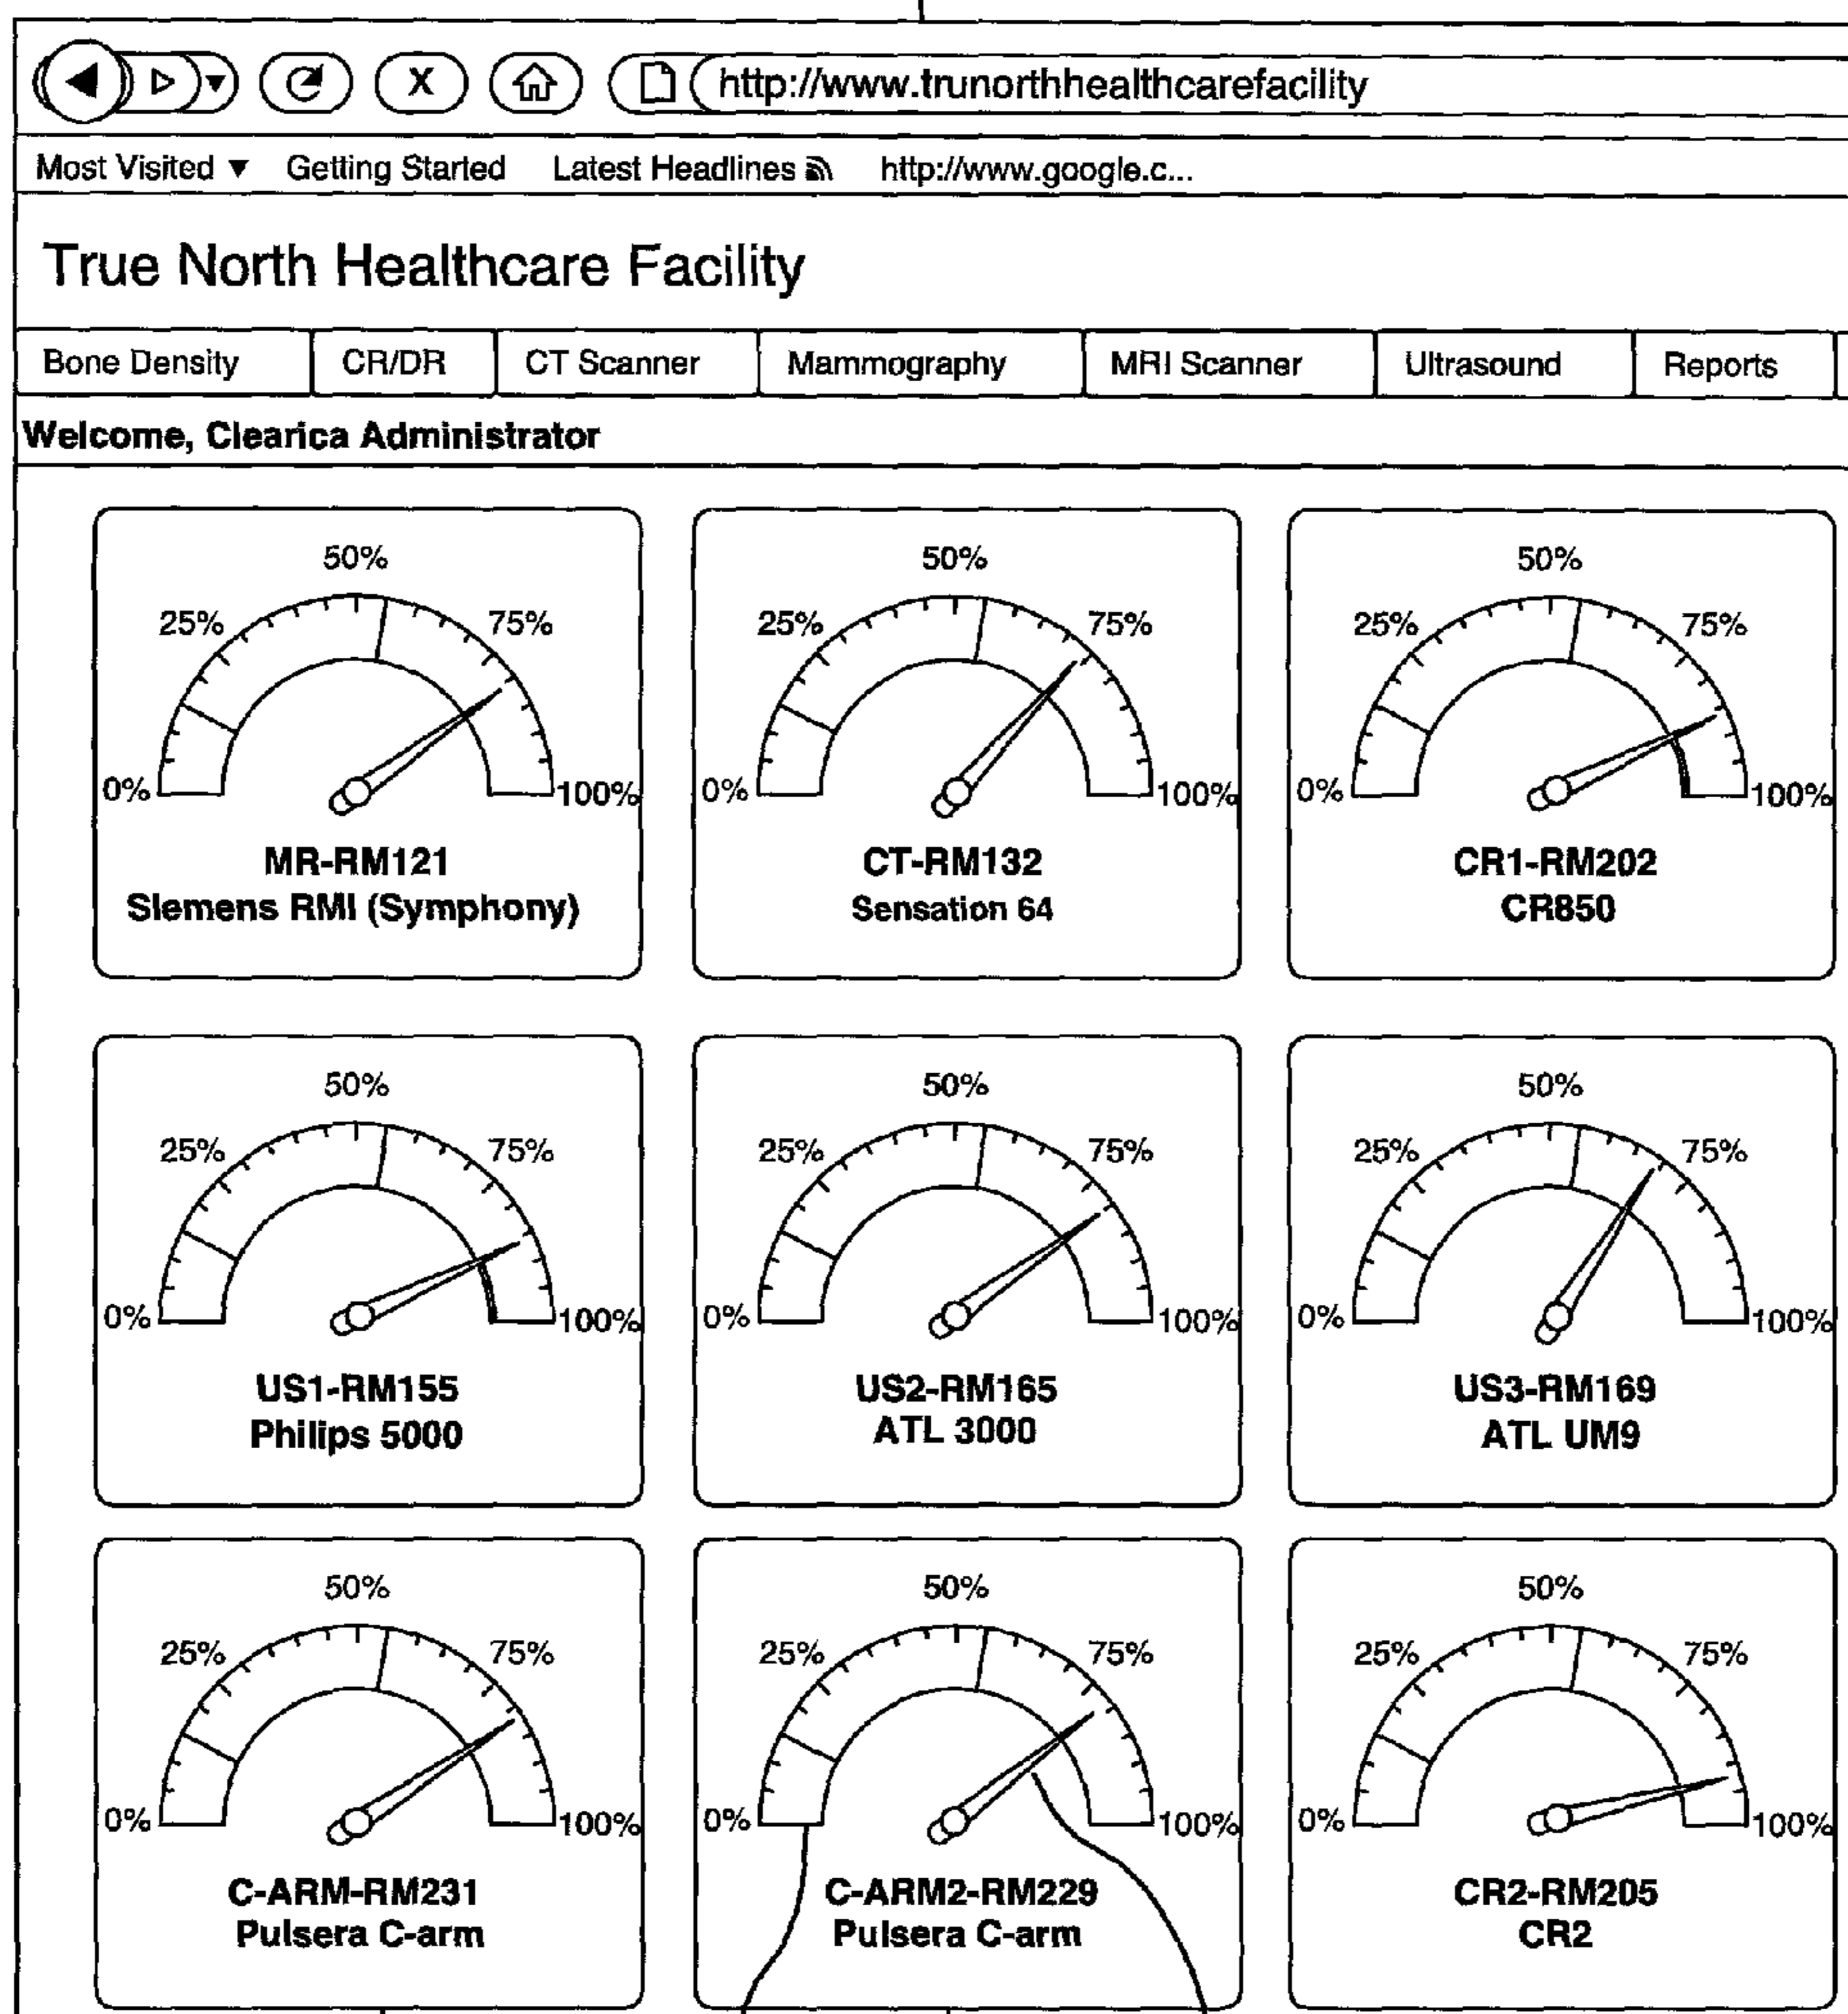 X http://www.trunorthhealthcarefacility
Most Visited ▼ Getting Started Latest Headlines http://www.google.c...
True North Healthcare Facility
Bone Density CR/DR CT Scanner Mammography MRI Scanner Ultrasound Reports
Welcome, Clearica Administrator
50% 50% 50%
25% 75% 25% 75% 25% 75%
0% 100% 0% 100% 0% 100%
MR-RM121 CT-RM132 CR1-RM202
Siemens RMI (Symphony) Sensation 64 CR850
50% 50% 50%
25% 75% 25% 75% 25% 75%
0% 100% 0% 100% 0% 100%
US1-RM155 US2-RM165 US3-RM169
Philips 5000 ATL 3000 ATL UM9
50% 50% 50%
25% 75% 25% 75% 25% 75%
0% 100% 0% 100% 0% 100%
C-ARM-RM231 C-ARM2-RM229 CR2-RM205
Pulsera C-arm Pulsera C-arm CR2